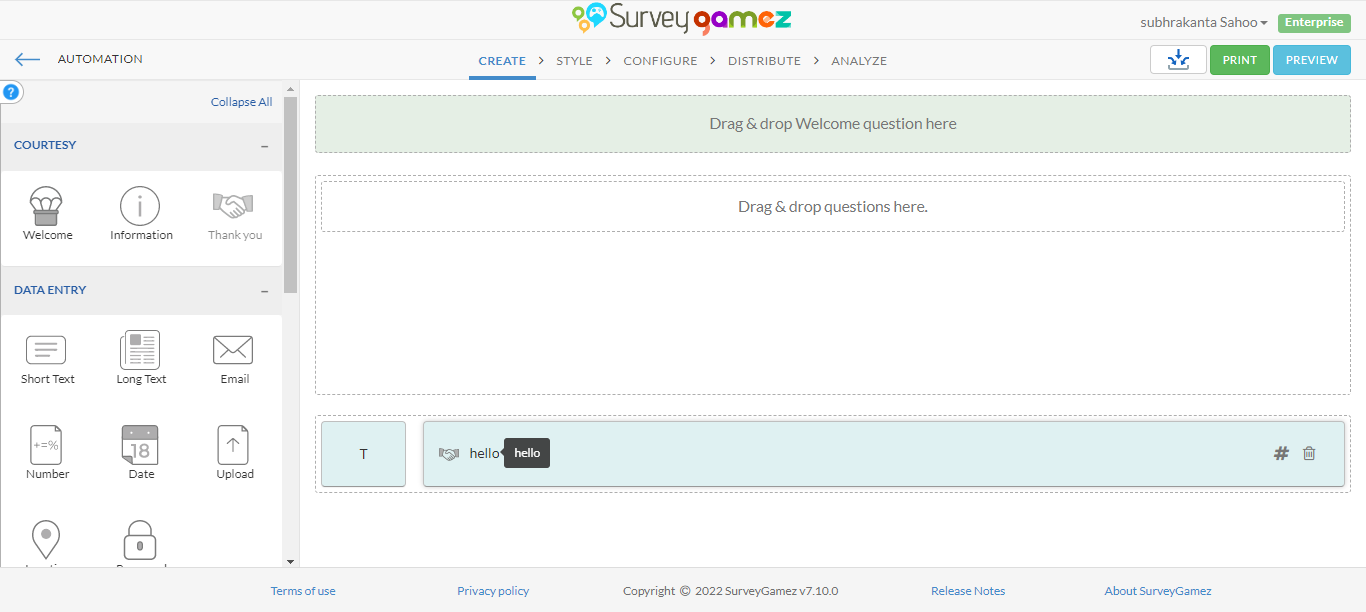 Survey gamez
subhrakanta Sahoo Enterprise
AUTOMATION CREATE STYLE CONFIGURE DISTRIBUTE ANALYZE PRINT PREVIEW
?
Collapse All
Drag & drop Welcome question here
COURTESY
Welcome Information Thank you
Drag & drop questions here.
DATA ENTRY
Short Text Long Text Email
+=% 18
Number Date Upload
T hello hello #
Terms of use Privacy policy Copyright © 2022 SurveyGamez v7.10.0 Release Notes About SurveyGamez